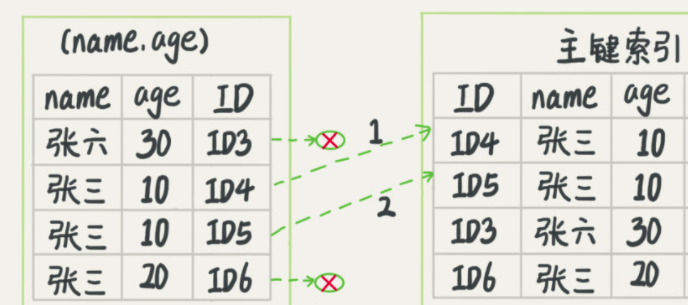 (name.age)
name age ID
张六 30 ID3
张三 10 ID4
张三 10 ID5
张三 20 ID6
1
2
主键索引
ID name age
ID4 张三 10
ID5 张三 10
ID3 张六 30
ID6 张三 20